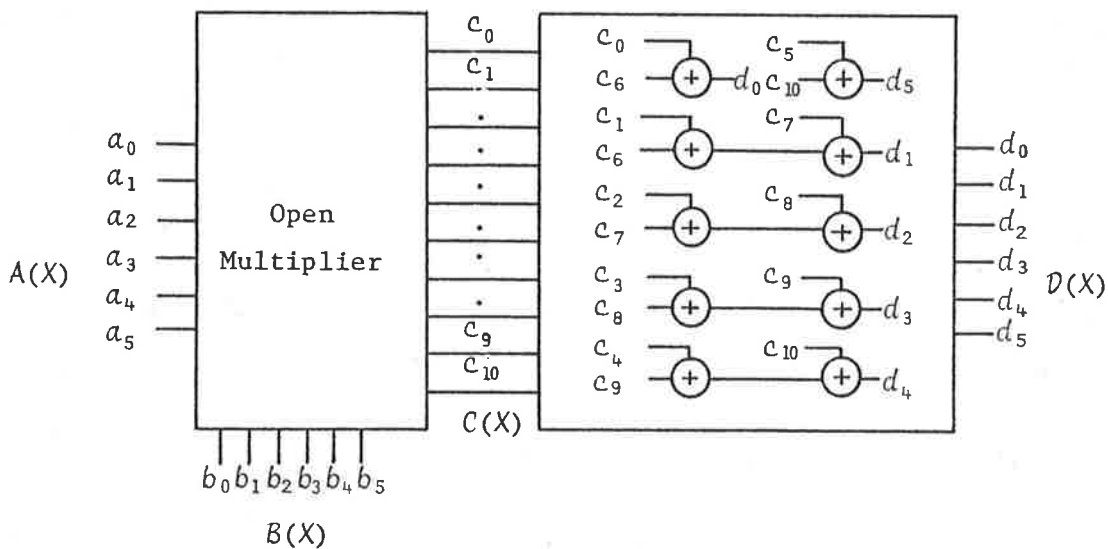 a0
a1
a2
a3
a4
a5
A(X)
Open
Multiplier
b0 b1 b2 b3 b4 b5
B(X)
c0
c1
.
.
.
.
.
.
c9
c10
C(X)
c0
c6
+
d0
c5
c10
+
d5
c1
c6
+
c7
+
d1
c2
c7
+
c8
+
d2
c3
c8
+
c9
+
d3
c4
c9
+
c10
+
d4
d0
d1
d2
d3
d4
d5
D(X)